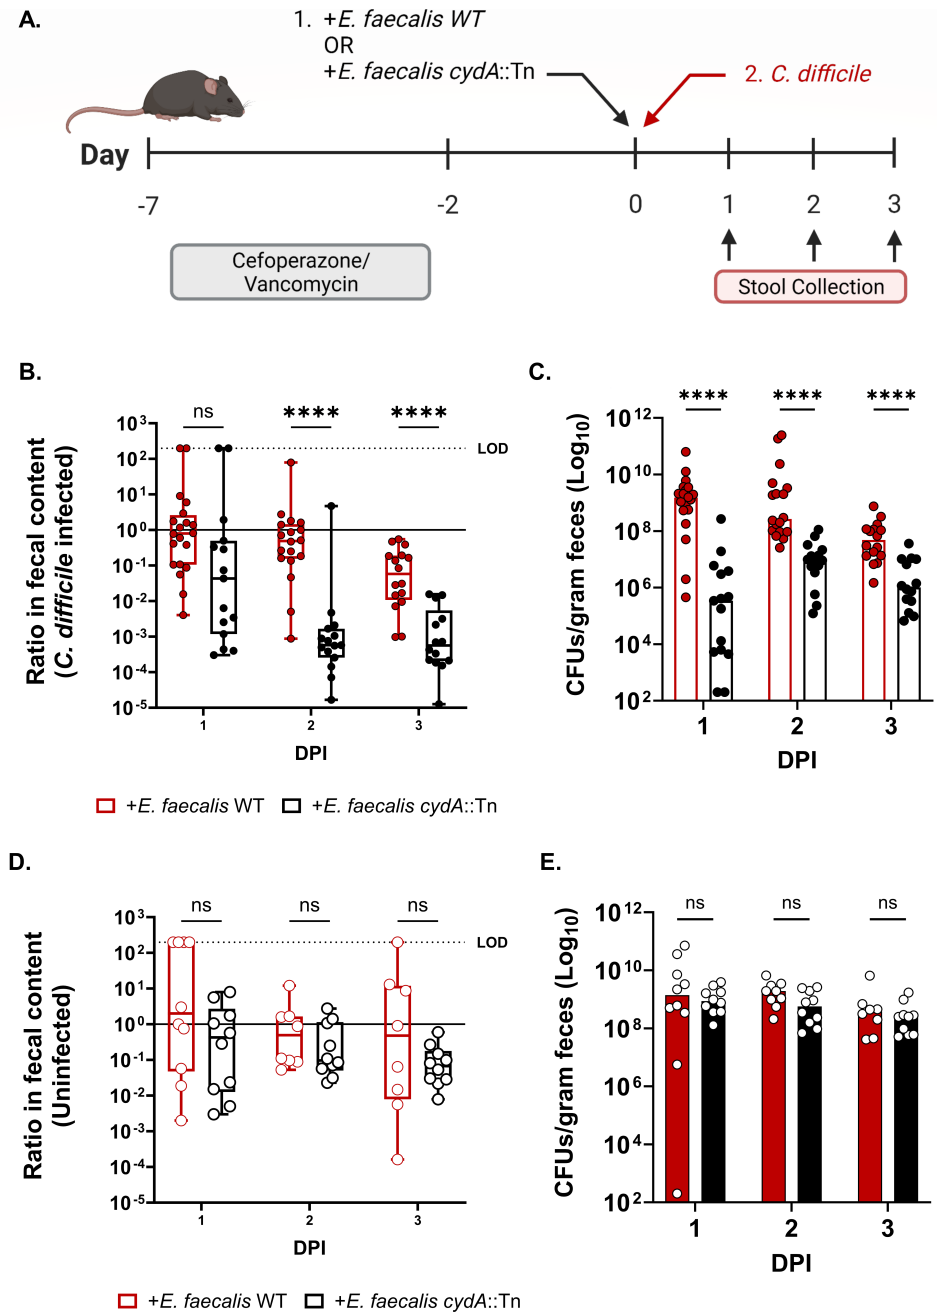 A.
1. +E. faecalis WT
OR
+E. faecalis cydA::Tn
2. C. difficile
Day
-7 -2 0 1 2 3
Cefoperazone/
Vancomycin
Stool Collection
B.
Ratio in fecal content
(C. difficile infected)
ns **** ****
10³
LOD
10²
10¹
10⁰
10⁻¹
10⁻²
10⁻³
10⁻⁴
10⁻⁵
1 2 3
DPI
+E. faecalis WT +E. faecalis cydA::Tn
C.
CFUs/gram feces (Log₁₀)
**** **** ****
10¹²
10¹⁰
10⁸
10⁶
10⁴
10²
1 2 3
DPI
D.
Ratio in fecal content
(Uninfected)
ns ns ns
10³
LOD
10²
10¹
10⁰
10⁻¹
10⁻²
10⁻³
10⁻⁴
10⁻⁵
1 2 3
DPI
+E. faecalis WT +E. faecalis cydA::Tn
E.
CFUs/gram feces (Log₁₀)
ns ns ns
10¹²
10¹⁰
10⁸
10⁶
10⁴
10²
1 2 3
DPI